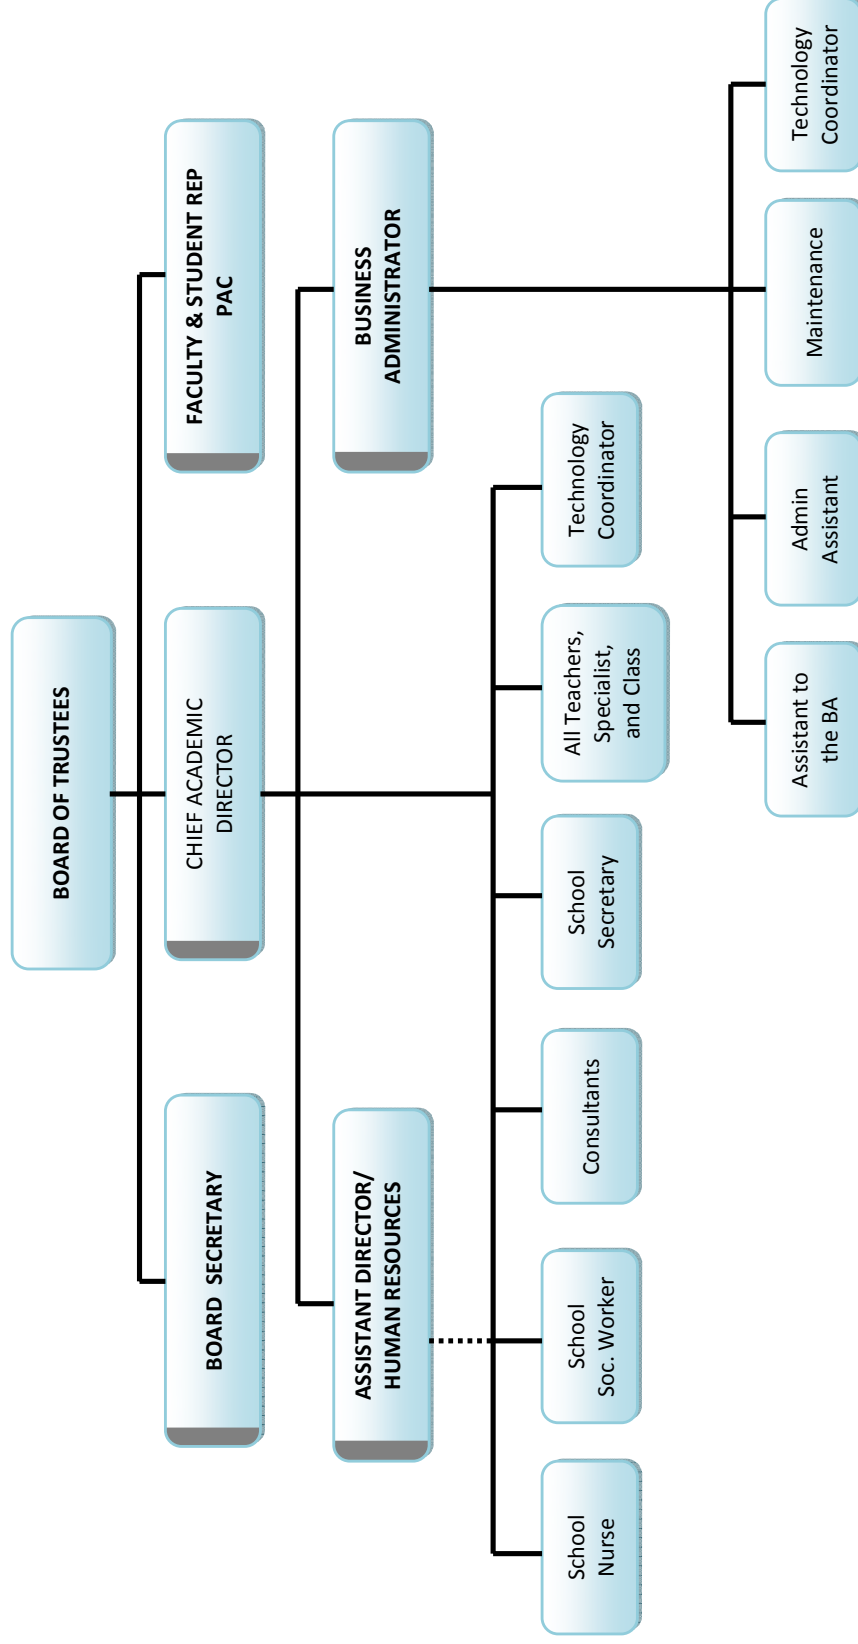 BOARD OF TRUSTEES
BOARD SECRETARY
CHIEF ACADEMIC
DIRECTOR
FACULTY & STUDENT REP
PAC
ASSISTANT DIRECTOR/
HUMAN RESOURCES
BUSINESS
ADMINISTRATOR
School
Nurse
School
Soc. Worker
Consultants
School
Secretary
All Teachers,
Specialist,
and Class
Technology
Coordinator
Assistant to
the BA
Admin
Assistant
Maintenance
Technology
Coordinator